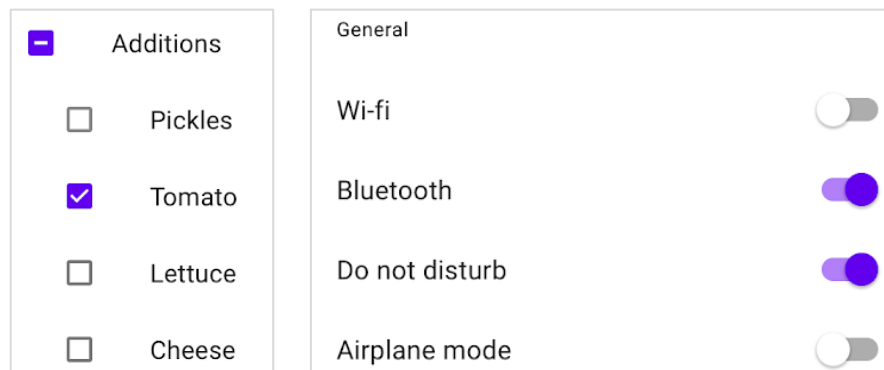 Additions
Pickles
Tomato
Lettuce
Cheese
General
Wi-fi
Bluetooth
Do not disturb
Airplane mode